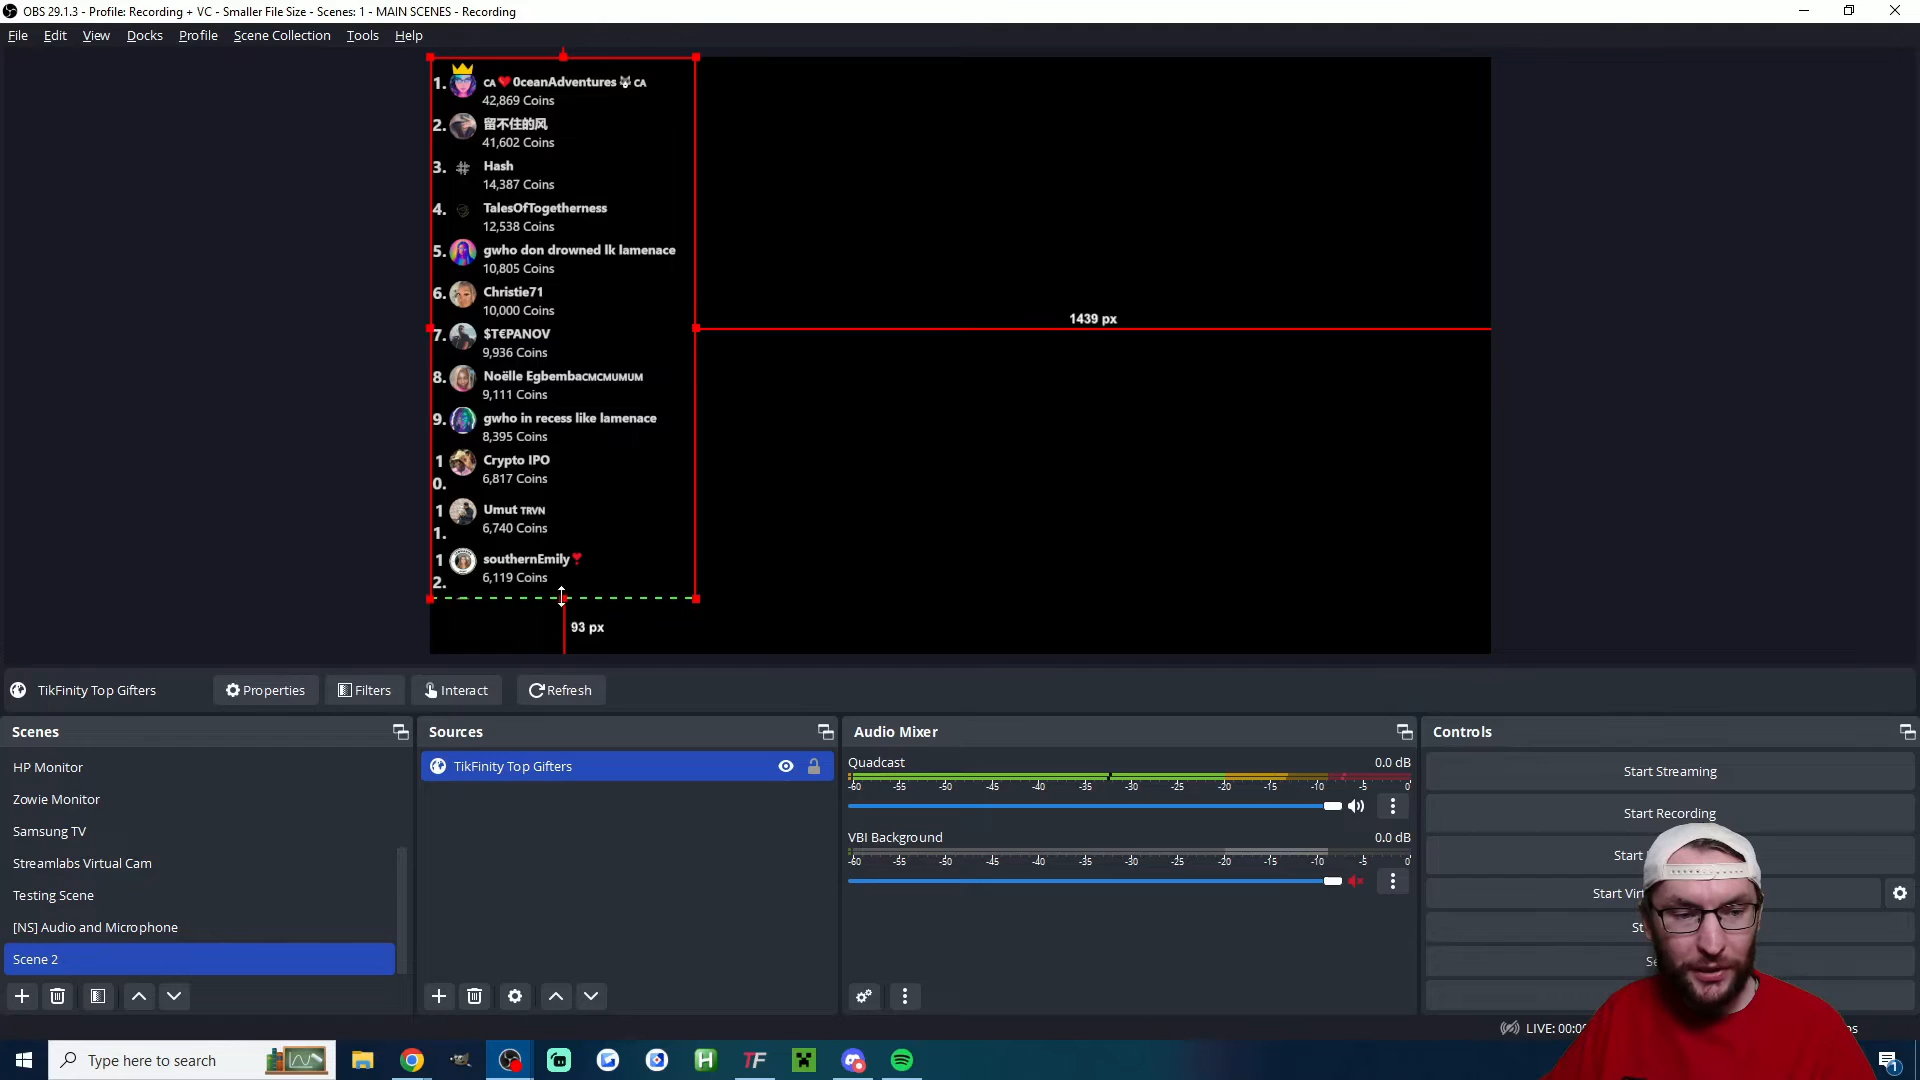 OBS 29.1.3 - Profile: Recording + VC - Smaller File Size - Scenes: 1 - MAIN SCENES - Recording
File Edit View Docks Profile Scene Collection Tools Help
1. CA ❤ 0ceanAdventures CA
42,869 Coins
2. 留不住的风
41,602 Coins
3. Hash
14,387 Coins
4. TalesOfTogetherness
12,538 Coins
5. gwho don drowned lk lamenace
10,805 Coins
6. Christie71
10,000 Coins
7. $T€PANOV
9,936 Coins
8. Noëlle EgbembaCMCMUMUM
9,111 Coins
9. gwho in recess like lamenace
8,395 Coins
1 Crypto IPO
0. 6,817 Coins
1 Umut TRVN
1. 6,740 Coins
1 southernEmily❣
2. 6,119 Coins
1439 px
93 px
TikFinity Top Gifters Properties Filters Interact Refresh
Scenes
HP Monitor
Zowie Monitor
Samsung TV
Streamlabs Virtual Cam
Testing Scene
[NS] Audio and Microphone
Scene 2
Sources
TikFinity Top Gifters
Audio Mixer
Quadcast 0.0 dB
-60 -55 -50 -45 -40 -35 -30 -25 -20 -15 -10 -5 0
VBI Background 0.0 dB
-60 -55 -50 -45 -40 -35 -30 -25 -20 -15 -10 -5 0
Controls
Start Streaming
Start Recording
Start
Start
LIVE: 00:0
Type here to search
TF
H
1